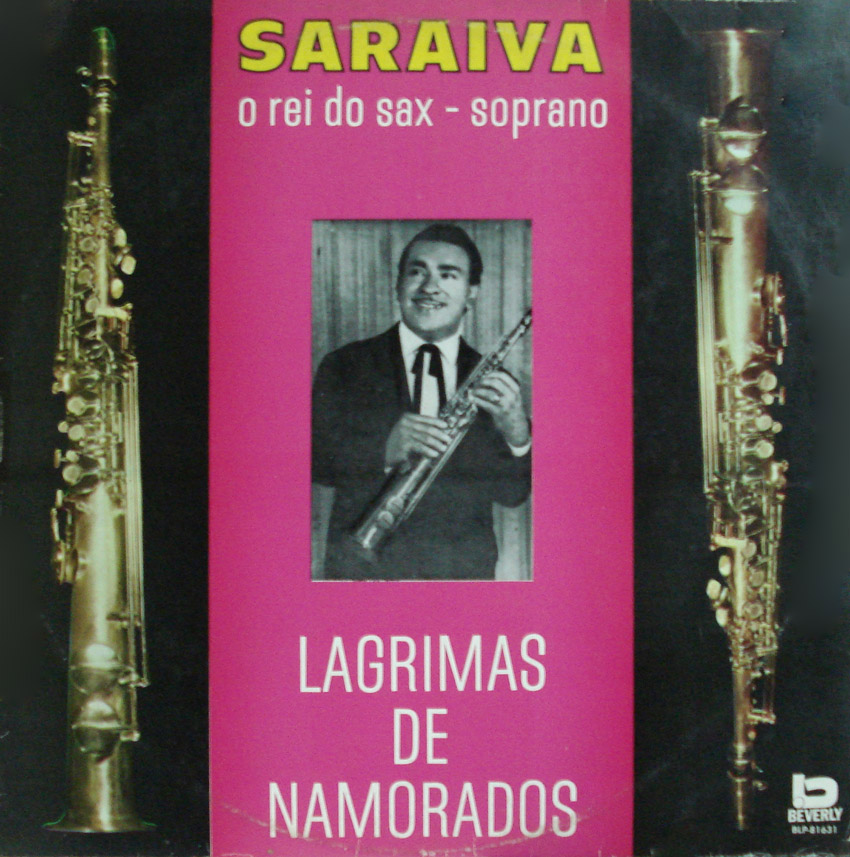 SARAIVA
o rei do sax - soprano
LAGRIMAS
DE
NAMORADOS
BEVERLY
BLP-81631